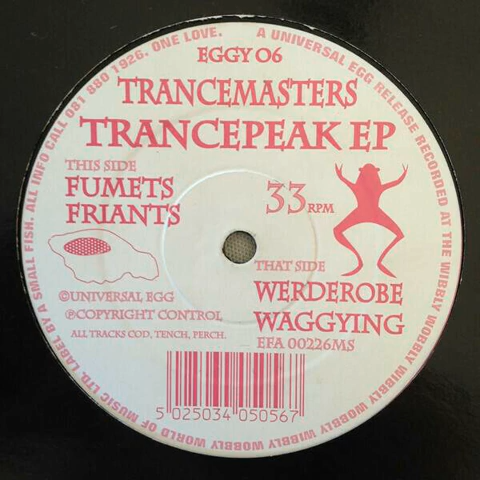 A UNIVERSAL EGG RELEASE RECORDED AT THE WIBBLY WOBBLY WIBBLY WOBBLY WIBBLY WOBBLY WORLD OF MUSIC LTD. LABEL BY A SMALL FISH. ALL INFO CALL 081 880 1926. ONE LOVE.
EGGY 06
TRANCEMASTERS
TRANCEPEAK EP
THIS SIDE
FUMETS
FRIANTS
33 RPM
THAT SIDE
WERDEROBE
WAGGYING
EFA 00226MS
©UNIVERSAL EGG
℗COPYRIGHT CONTROL
ALL TRACKS COD, TENCH, PERCH.
5 025034 050567